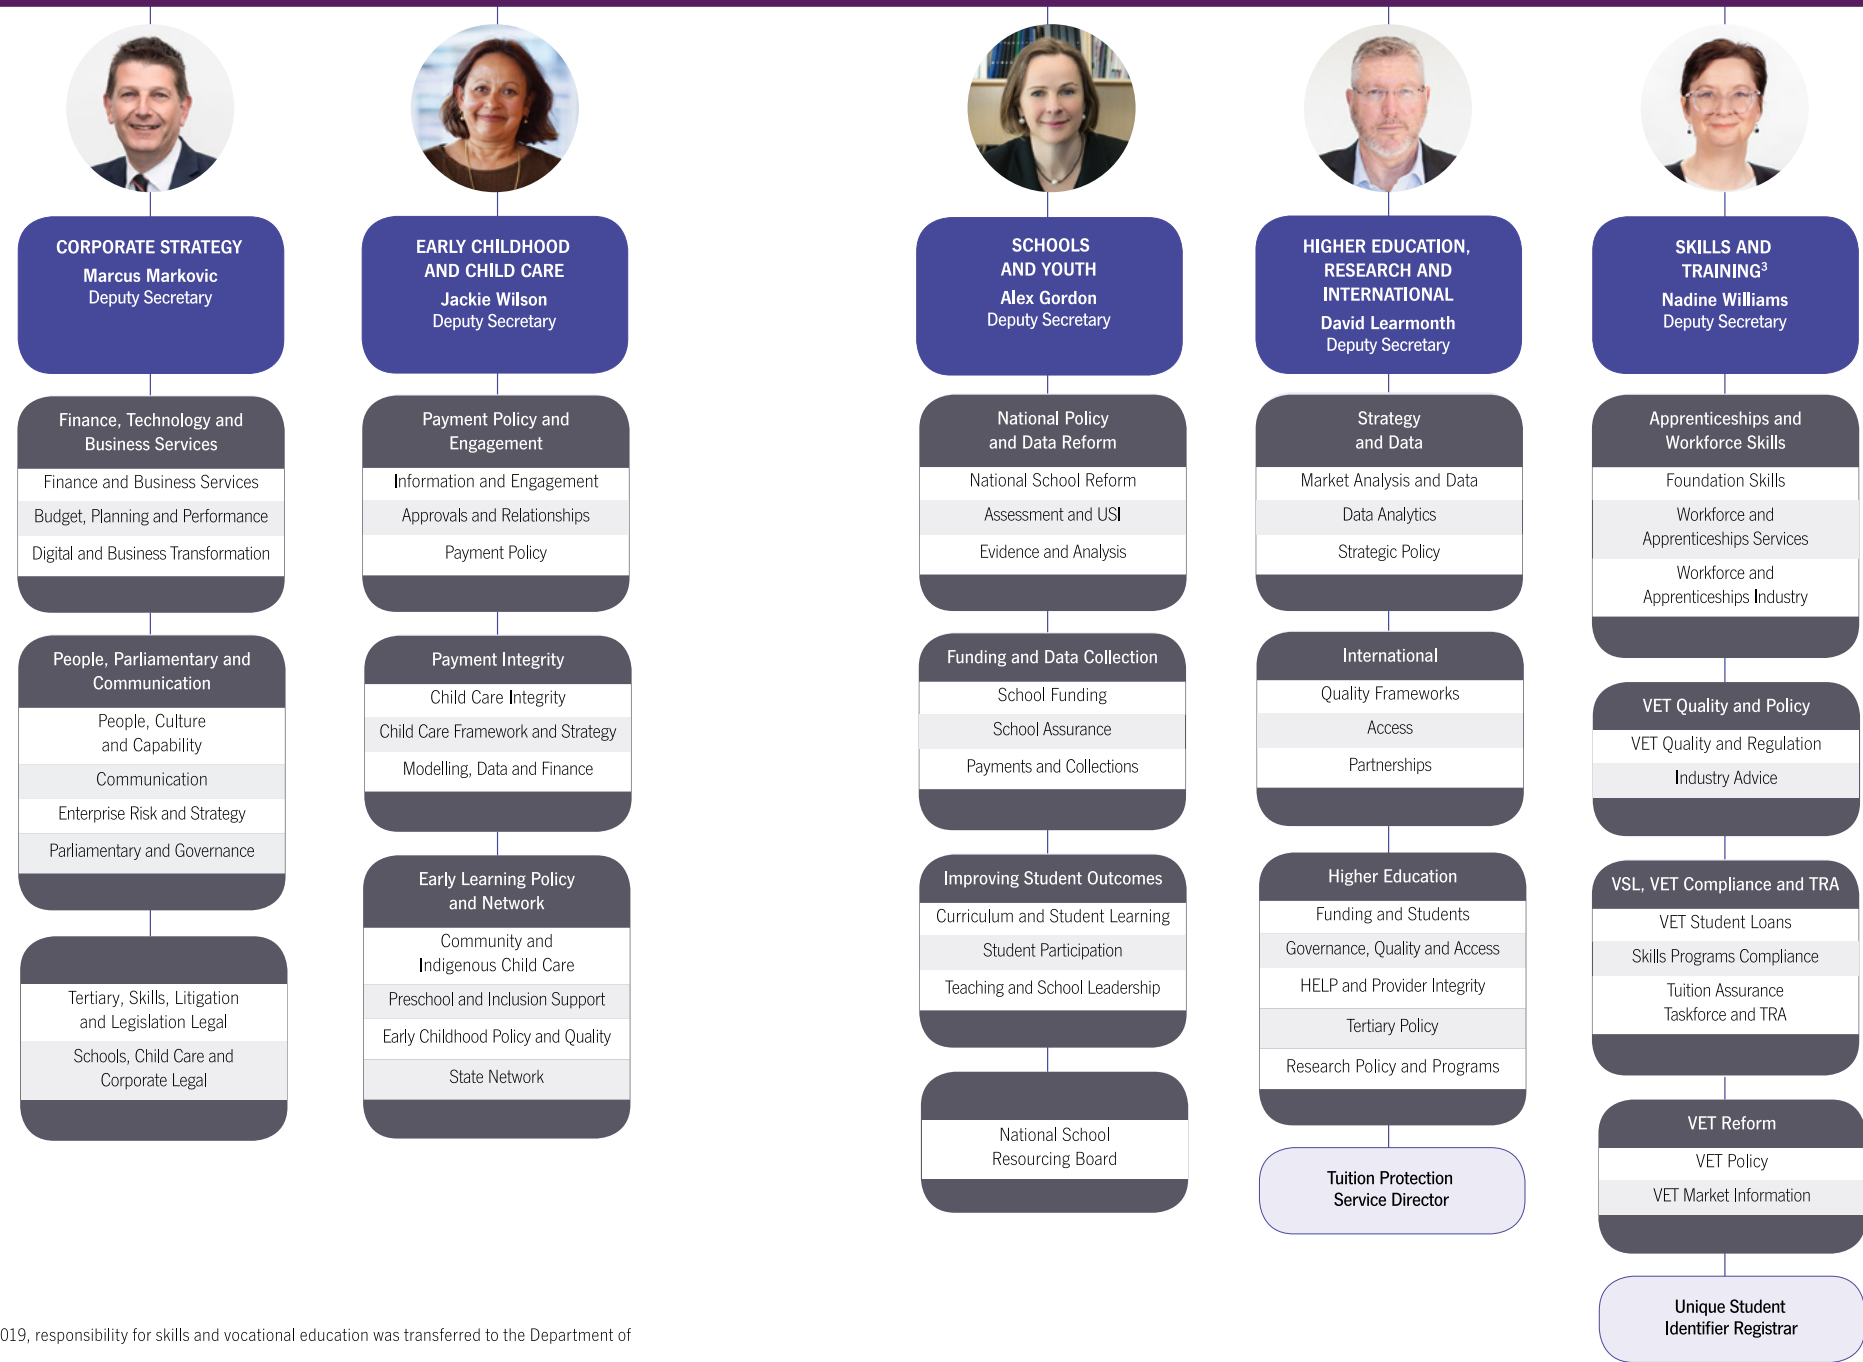 CORPORATE STRATEGY
Marcus Markovic
Deputy Secretary
Finance, Technology and
Business Services
Finance and Business Services
Budget, Planning and Performance
Digital and Business Transformation
People, Parliamentary and
Communication
People, Culture
and Capability
Communication
Enterprise Risk and Strategy
Parliamentary and Governance
Tertiary, Skills, Litigation
and Legislation Legal
Schools, Child Care and
Corporate Legal
EARLY CHILDHOOD
AND CHILD CARE
Jackie Wilson
Deputy Secretary
Payment Policy and
Engagement
Information and Engagement
Approvals and Relationships
Payment Policy
Payment Integrity
Child Care Integrity
Child Care Framework and Strategy
Modelling, Data and Finance
Early Learning Policy
and Network
Community and
Indigenous Child Care
Preschool and Inclusion Support
Early Childhood Policy and Quality
State Network
SCHOOLS
AND YOUTH
Alex Gordon
Deputy Secretary
National Policy
and Data Reform
National School Reform
Assessment and USI
Evidence and Analysis
Funding and Data Collection
School Funding
School Assurance
Payments and Collections
Improving Student Outcomes
Curriculum and Student Learning
Student Participation
Teaching and School Leadership
National School
Resourcing Board
HIGHER EDUCATION,
RESEARCH AND
INTERNATIONAL
David Learmonth
Deputy Secretary
Strategy
and Data
Market Analysis and Data
Data Analytics
Strategic Policy
International
Quality Frameworks
Access
Partnerships
Higher Education
Funding and Students
Governance, Quality and Access
HELP and Provider Integrity
Tertiary Policy
Research Policy and Programs
Tuition Protection
Service Director
SKILLS AND
TRAINING³
Nadine Williams
Deputy Secretary
Apprenticeships and
Workforce Skills
Foundation Skills
Workforce and
Apprenticeships Services
Workforce and
Apprenticeships Industry
VET Quality and Policy
VET Quality and Regulation
Industry Advice
VSL, VET Compliance and TRA
VET Student Loans
Skills Programs Compliance
Tuition Assurance
Taskforce and TRA
VET Reform
VET Policy
VET Market Information
Unique Student
Identifier Registrar
019, responsibility for skills and vocational education was transferred to the Department of